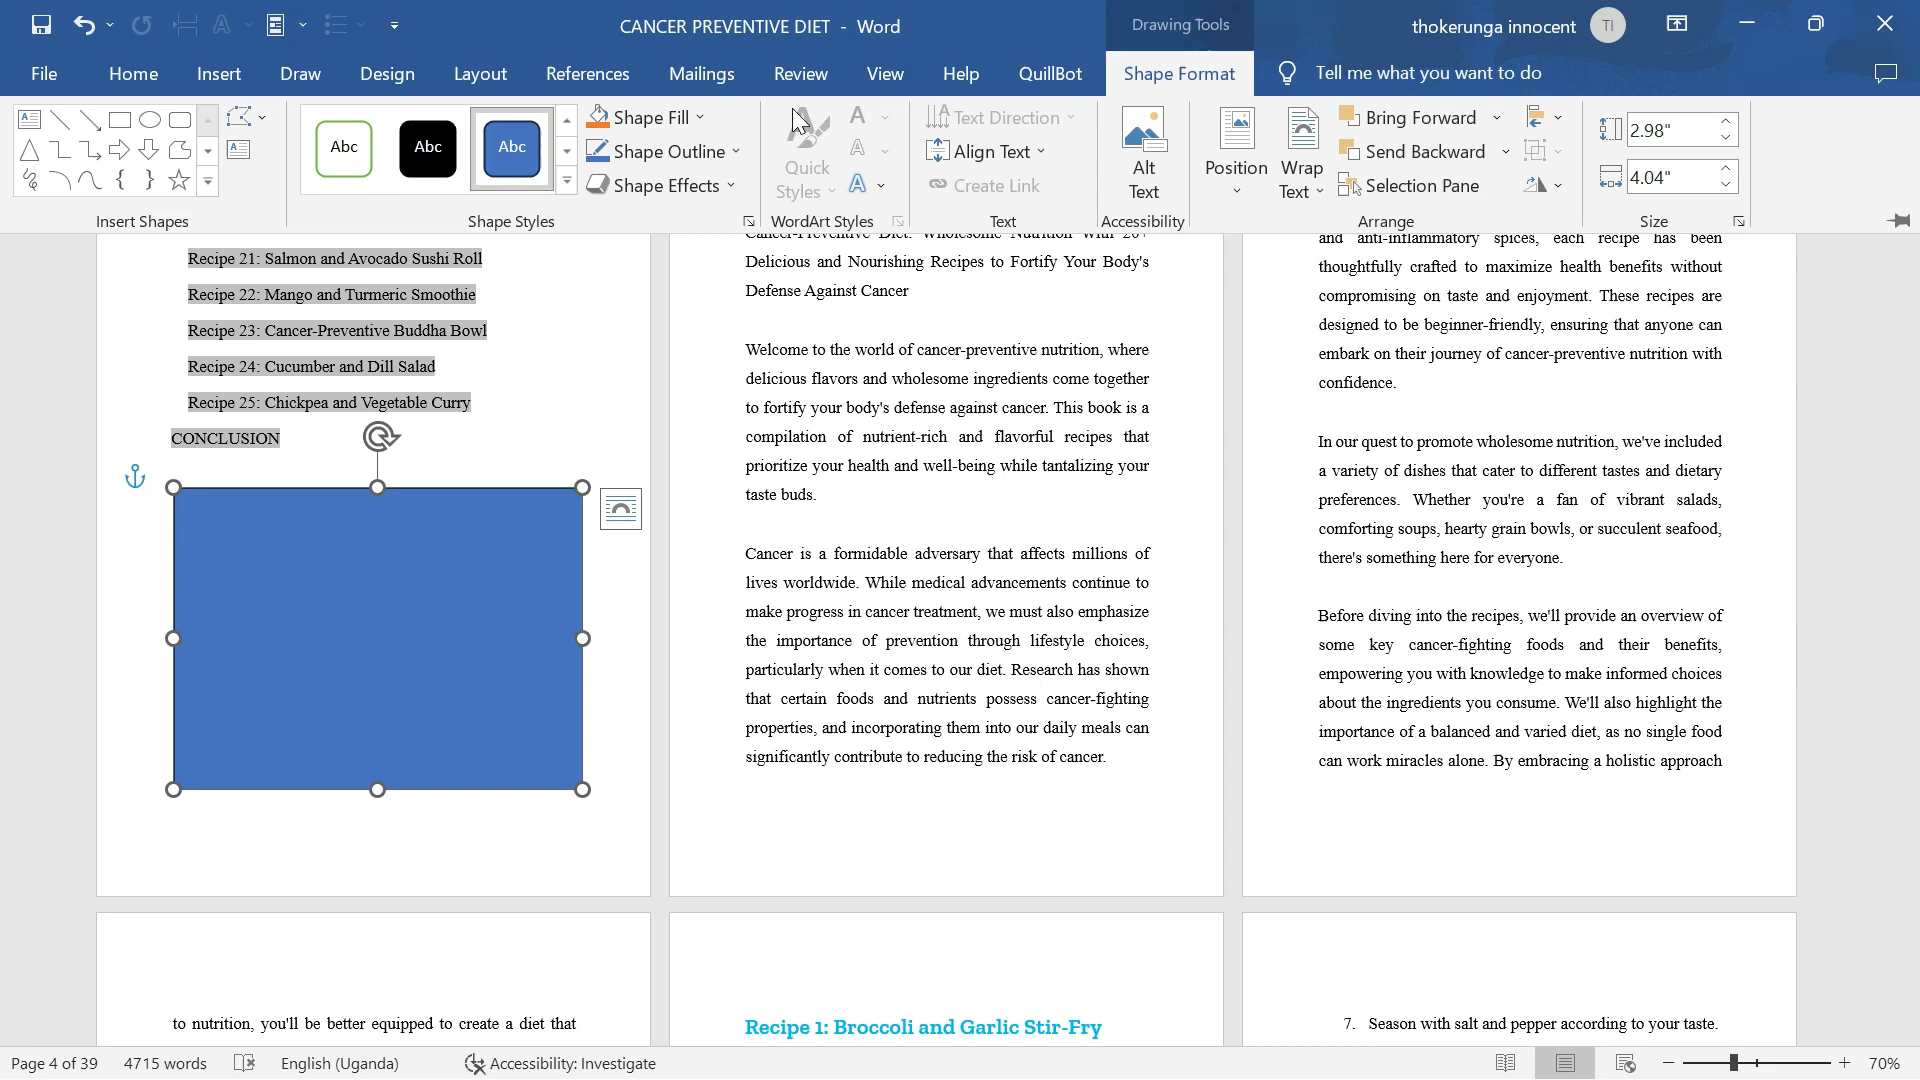 CANCER PREVENTIVE DIET - Word
Drawing Tools
thokerunga innocent
TI
File
Home
Insert
Draw
Design
Layout
References
Mailings
Review
View
Help
QuillBot
Shape Format
Tell me what you want to do
Abc
Abc
Abc
Shape Fill
Shape Outline
Shape Effects
Quick
Styles
Text Direction
Align Text
Create Link
Alt
Text
Position
Wrap
Text
Bring Forward
Send Backward
Selection Pane
2.98"
4.04"
Insert Shapes
Shape Styles
WordArt Styles
Text
Accessibility
Arrange
Size
Recipe 21: Salmon and Avocado Sushi Roll
Recipe 22: Mango and Turmeric Smoothie
Recipe 23: Cancer-Preventive Buddha Bowl
Recipe 24: Cucumber and Dill Salad
Recipe 25: Chickpea and Vegetable Curry
CONCLUSION
Cancer-Preventive Diet: Wholesome Nutrition with 20+
Delicious and Nourishing Recipes to Fortify Your Body's
Defense Against Cancer
Welcome to the world of cancer-preventive nutrition, where
delicious flavors and wholesome ingredients come together
to fortify your body's defense against cancer. This book is a
compilation of nutrient-rich and flavorful recipes that
prioritize your health and well-being while tantalizing your
taste buds.
Cancer is a formidable adversary that affects millions of
lives worldwide. While medical advancements continue to
make progress in cancer treatment, we must also emphasize
the importance of prevention through lifestyle choices,
particularly when it comes to our diet. Research has shown
that certain foods and nutrients possess cancer-fighting
properties, and incorporating them into our daily meals can
significantly contribute to reducing the risk of cancer.
and anti-inflammatory spices, each recipe has been
thoughtfully crafted to maximize health benefits without
compromising on taste and enjoyment. These recipes are
designed to be beginner-friendly, ensuring that anyone can
embark on their journey of cancer-preventive nutrition with
confidence.
In our quest to promote wholesome nutrition, we've included
a variety of dishes that cater to different tastes and dietary
preferences. Whether you're a fan of vibrant salads,
comforting soups, hearty grain bowls, or succulent seafood,
there's something here for everyone.
Before diving into the recipes, we'll provide an overview of
some key cancer-fighting foods and their benefits,
empowering you with knowledge to make informed choices
about the ingredients you consume. We'll also highlight the
importance of a balanced and varied diet, as no single food
can work miracles alone. By embracing a holistic approach
to nutrition, you'll be better equipped to create a diet that
Recipe 1: Broccoli and Garlic Stir-Fry
7. Season with salt and pepper according to your taste.
Page 4 of 39
4715 words
English (Uganda)
Accessibility: Investigate
70%